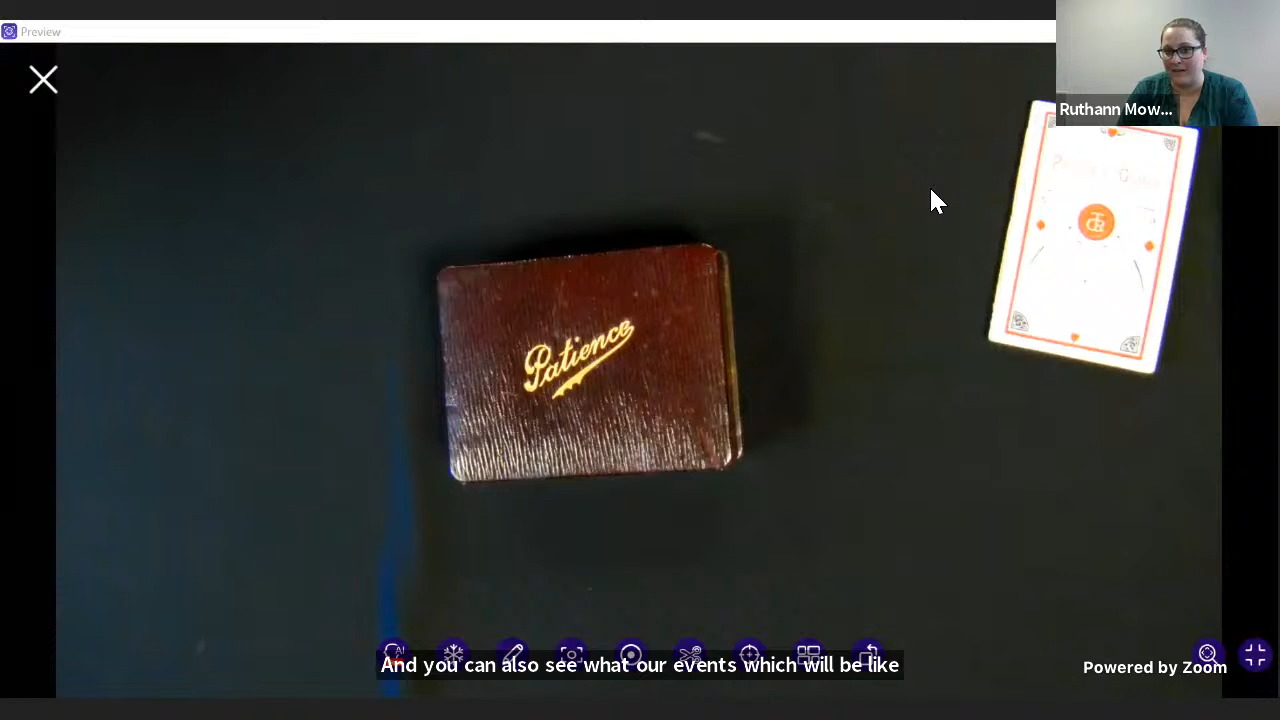 Preview
Ruthann Mow...
Patience
And you can also see what our events which will be like
Powered by Zoom